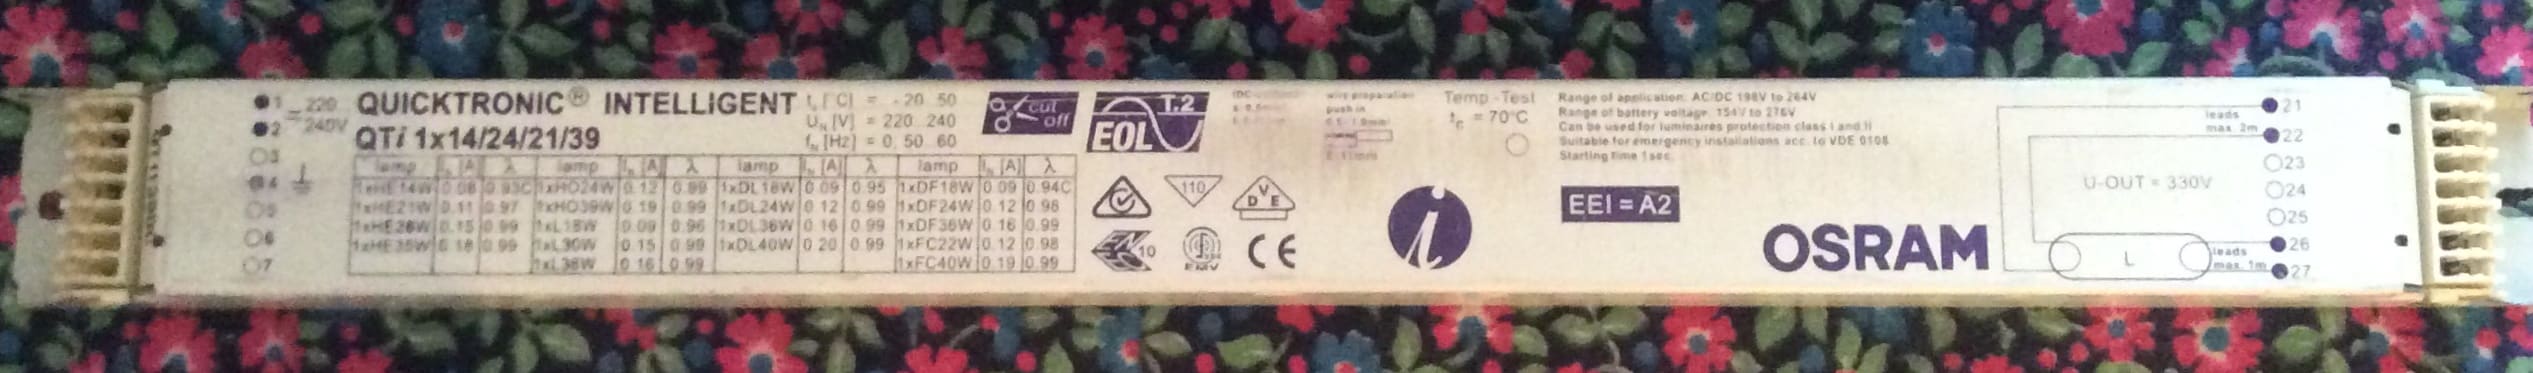 1 220
2 240V
3
4
5
6
7
QUICKTRONIC® INTELLIGENT
QTi 1x14/24/21/39
-20 50
U_N [V] = 220 240
f_N [Hz] = 0, 50 60
cut off
EOL T.2
lamp I_N [A] λ lamp I_N [A] λ lamp I_N [A] λ lamp I_N [A] λ
1xHE14W 0.08 0.93C 1xHO24W 0.12 0.99 1xDL18W 0.09 0.95 1xDF18W 0.09 0.94C
1xHE21W 0.11 0.97 1xHO39W 0.19 0.99 1xDL24W 0.12 0.99 1xDF24W 0.12 0.98
1xHE28W 0.15 0.99 1xL18W 0.09 0.96 1xDL36W 0.16 0.99 1xDF36W 0.16 0.99
1xHE35W 0.18 0.99 1xL30W 0.15 0.99 1xDL40W 0.20 0.99 1xFC22W 0.12 0.98
1xL36W 0.16 0.99 1xFC40W 0.19 0.99
110
VDE
10
EMV
CE
wire preparation
push in
Temp-Test
t_c = 70°C
i
Range of application: AC/DC 198V to 264V
Range of battery voltage: 154V to 276V
Can be used for luminaires protection class I and II
Suitable for emergency installations acc. to VDE 0108
Starting time 1sec.
EEI = A2
OSRAM
leads
max. 2m
U-OUT = 330V
L
leads
max. 1m
21
22
23
24
25
26
27